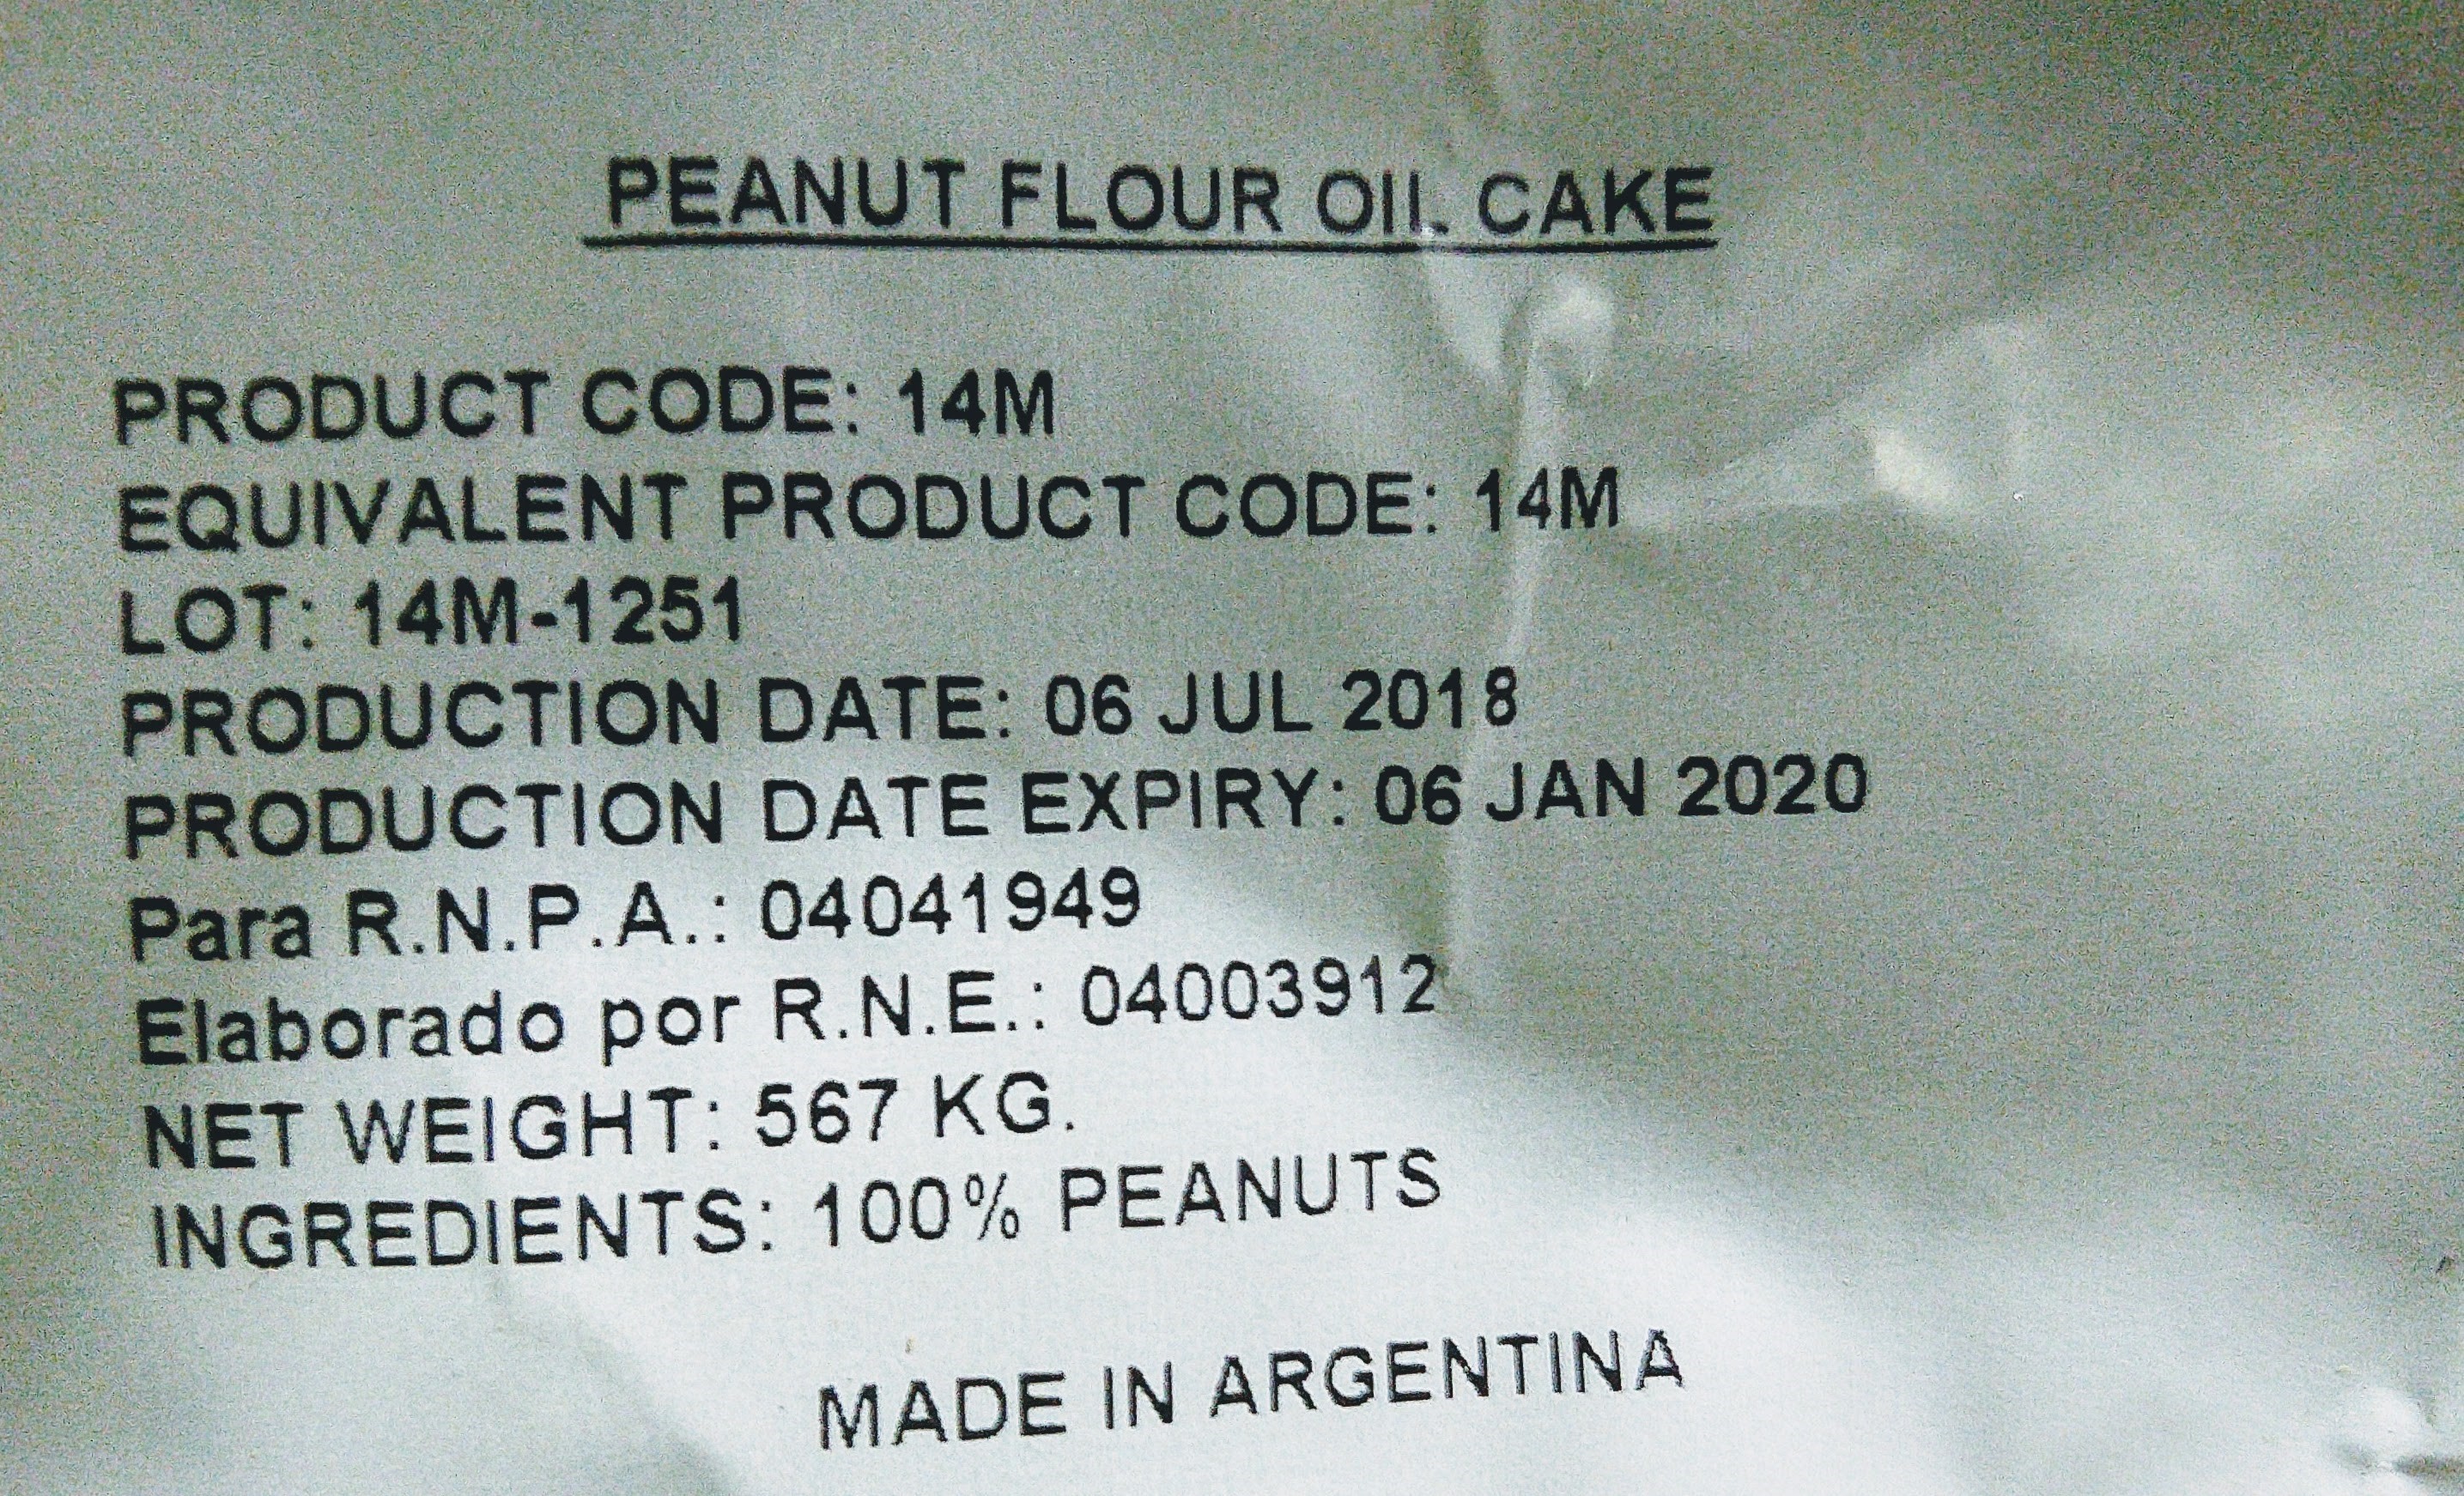 PEANUT FLOUR OIL CAKE
PRODUCT CODE: 14M
EQUIVALENT PRODUCT CODE: 14M
LOT: 14M-1251
PRODUCTION DATE: 06 JUL 2018
PRODUCTION DATE EXPIRY: 06 JAN 2020
Para R.N.P.A.: 04041949
Elaborado por R.N.E.: 04003912
NET WEIGHT: 567 KG.
INGREDIENTS: 100% PEANUTS
MADE IN ARGENTINA